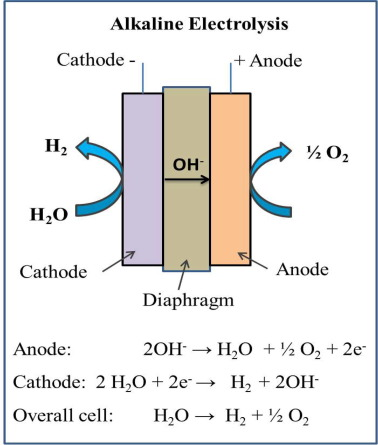 Alkaline Electrolysis
Cathode - + Anode
H₂ ½ O₂
OH⁻
H₂O
Cathode Anode
Diaphragm
Anode: 2OH⁻ → H₂O + ½ O₂ + 2e⁻
Cathode: 2 H₂O + 2e⁻ → H₂ + 2OH⁻
Overall cell: H₂O → H₂ + ½ O₂